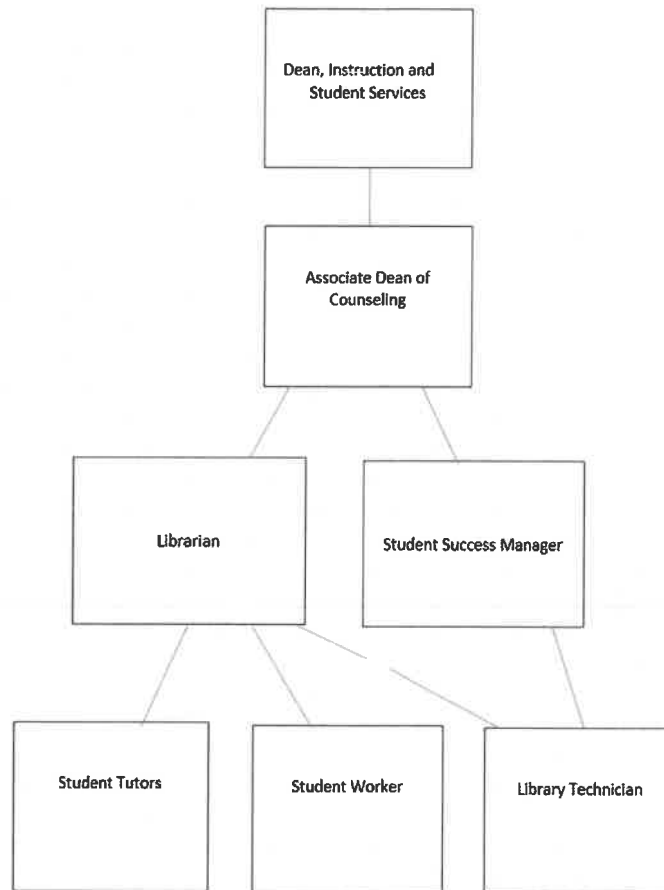 Dean, Instruction and
Student Services
Associate Dean of
Counseling
Librarian
Student Success Manager
Student Tutors
Student Worker
Library Technician